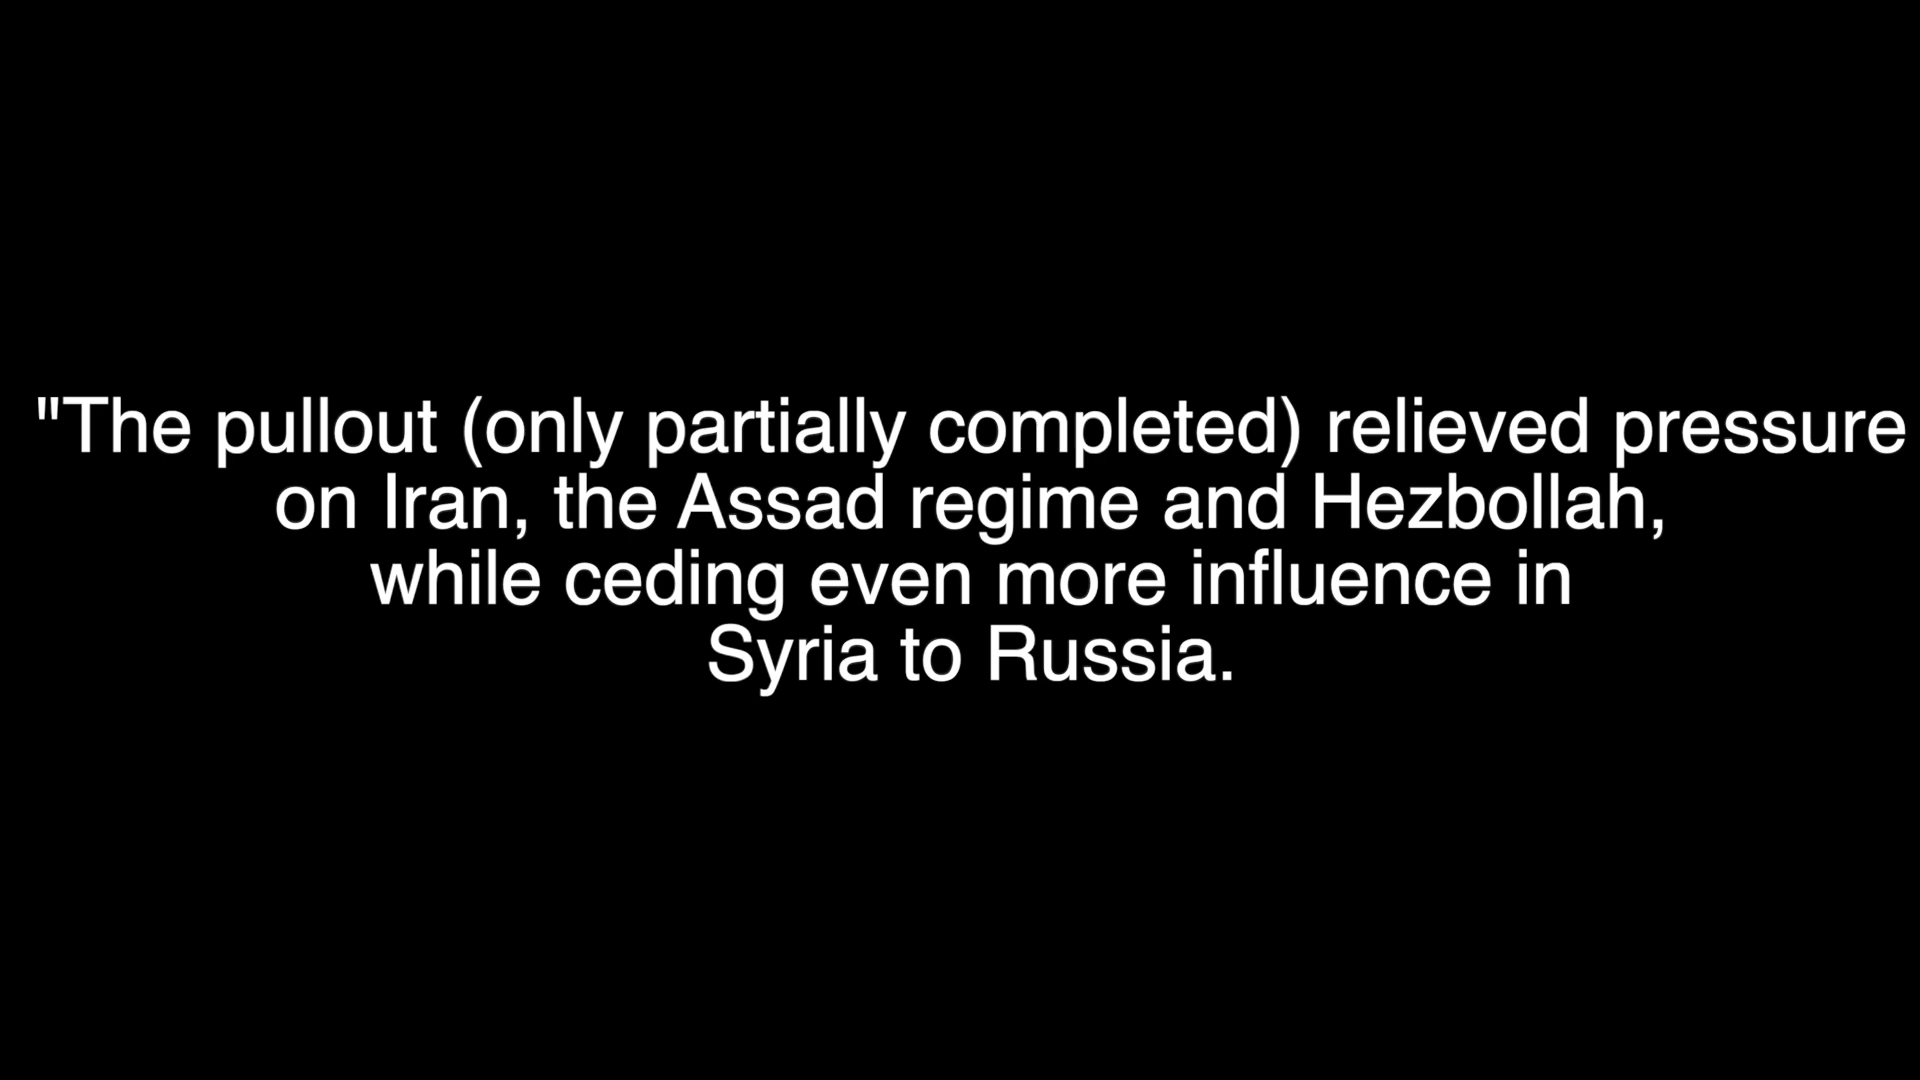 "The pullout (only partially completed) relieved pressure
on Iran, the Assad regime and Hezbollah,
while ceding even more influence in
Syria to Russia.